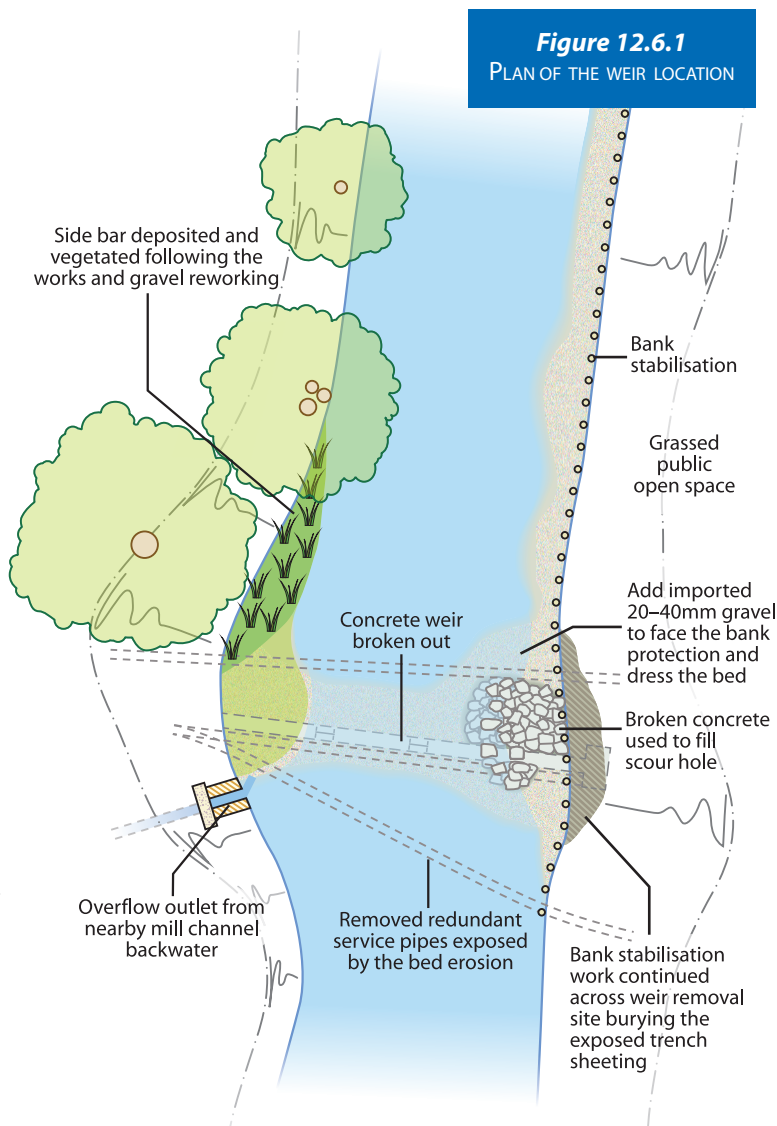 Figure 12.6.1
PLAN OF THE WEIR LOCATION
Side bar deposited and
vegetated following the
works and gravel reworking
Bank
stabilisation
Grassed
public
open space
Add imported
20–40mm gravel
to face the bank
protection and
dress the bed
Concrete weir
broken out
Broken concrete
used to fill
scour hole
Overflow outlet from
nearby mill channel
backwater
Removed redundant
service pipes exposed
by the bed erosion
Bank stabilisation
work continued
across weir removal
site burying the
exposed trench
sheeting